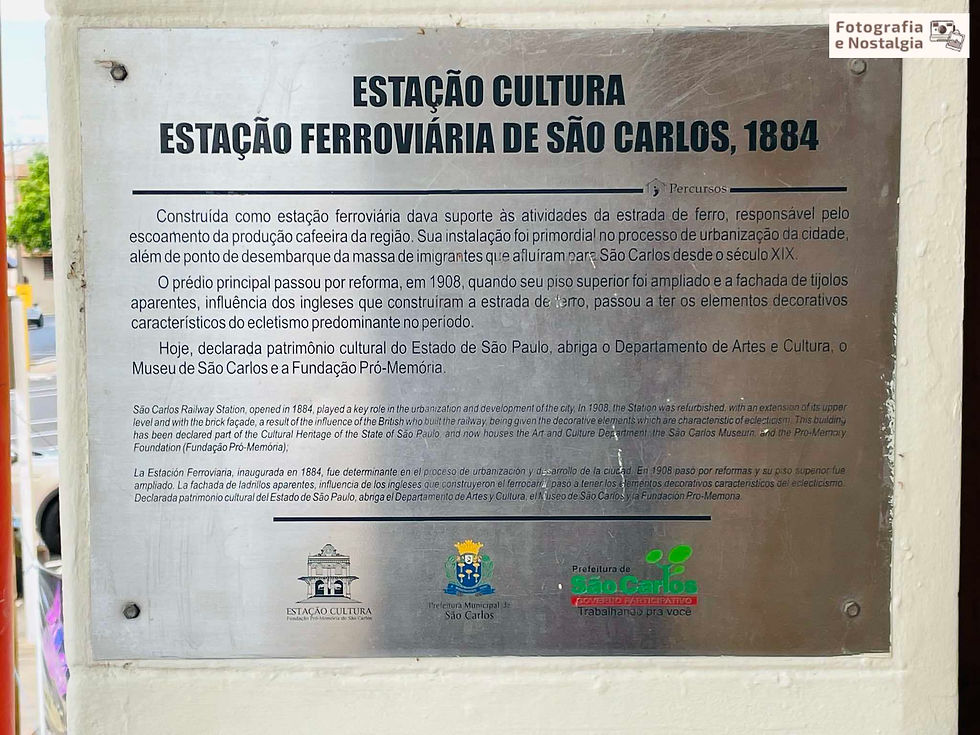 Fotografia
e Nostalgia
ESTAÇÃO CULTURA
ESTAÇÃO FERROVIÁRIA DE SÃO CARLOS, 1884
Percursos
Construída como estação ferroviária dava suporte às atividades da estrada de ferro, responsável pelo
escoamento da produção cafeeira da região. Sua instalação foi primordial no processo de urbanização da cidade,
além de ponto de desembarque da massa de imigrantes que afluíram para São Carlos desde o século XIX.
O prédio principal passou por reforma, em 1908, quando seu piso superior foi ampliado e a fachada de tijolos
aparentes, influência dos ingleses que construíram a estrada de ferro, passou a ter os elementos decorativos
característicos do ecletismo predominante no período.
Hoje, declarada patrimônio cultural do Estado de São Paulo, abriga o Departamento de Artes e Cultura, o
Museu de São Carlos e a Fundação Pró-Memória.
São Carlos Railway Station, opened in 1884, played a key role in the urbanization and development of the city. In 1908, the Station was refurbished, with an extension of its upper
level and with the brick façade, a result of the influence of the British who built the railway, being given the decorative elements which are characteristic of eclecticism. This building
has been declared part of the Cultural Heritage of the State of São Paulo, and now houses the Art and Culture Department, the São Carlos Museum, and the Pro-Memory
Foundation (Fundação Pró-Memória);
La Estación Ferroviaria, inaugurada en 1884, fue determinante en el proceso de urbanización y desarrollo de la ciudad. En 1908 pasó por reformas y su piso superior fue
ampliado. La fachada de ladrillos aparentes, influencia de los ingleses que construyeron el ferrocarril, paso a tener los elementos decorativos característicos del eclecticismo.
Declarada patrimonio cultural del Estado de São Paulo, abriga el Departamento de Artes y Cultura, el Museo de São Carlos y la Fundación Pro-Memoria.
ESTAÇÃO CULTURA
Fundação Pró-Memória de São Carlos
Prefeitura Municipal de
São Carlos
Prefeitura de
São Carlos
GOVERNO PARTICIPATIVO
Trabalhando pra você